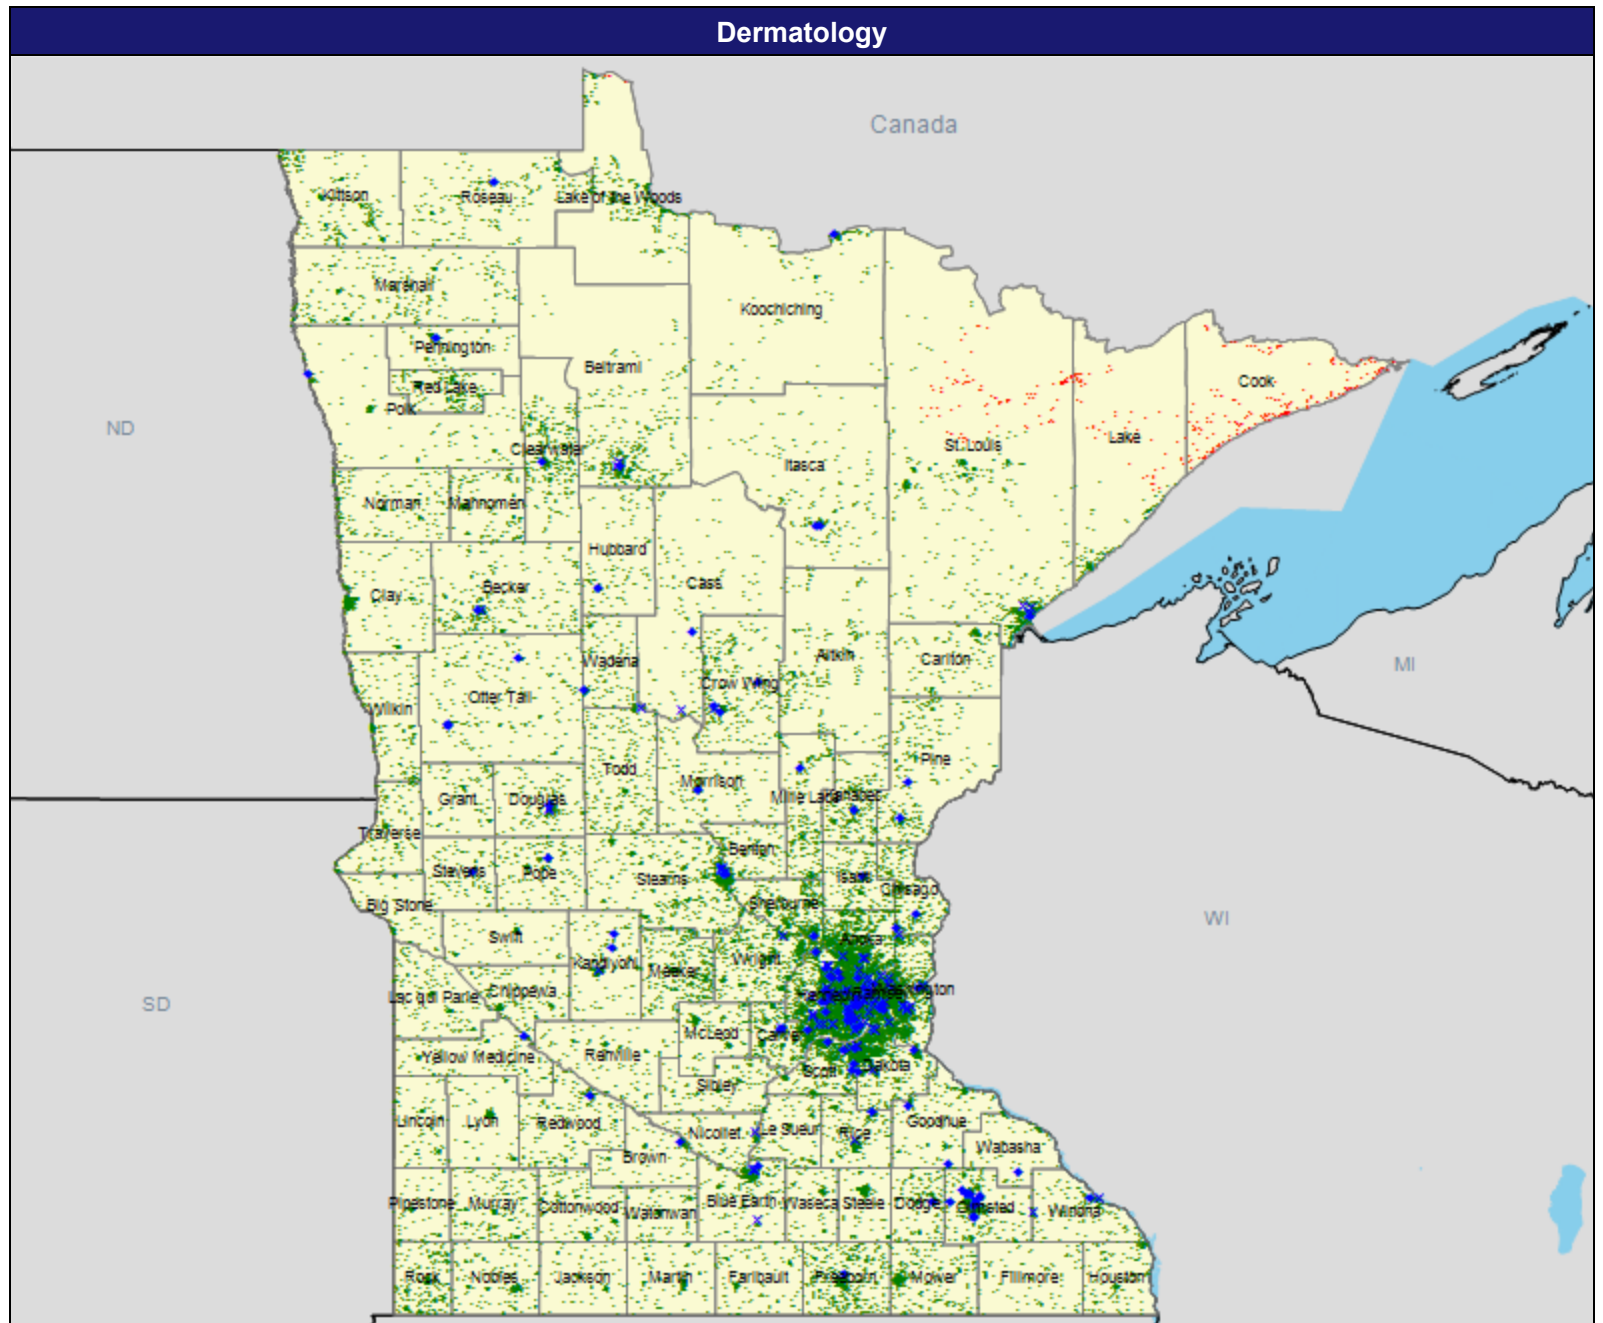 Dermatology
Canada
Kittson
Roseau
Lake of the Woods
Marshall
Koochiching
Pennington
Beltrami
Red Lake
Cook
Polk
ND
Lake
St. Louis
Clearwater
Itasca
Norman
Mahnomen
Hubbard
Cass
Becker
Clay
Aitkin
Carlton
Wadena
MI
Crow Wing
Otter Tail
Wilkin
Pine
Todd
Morrison
Mille Lacs
Kanabec
Grant
Douglas
Traverse
Benton
Stevens
Pope
Stearns
Isanti
Chisago
Big Stone
Sherburne
WI
Swift
Anoka
Wright
Kandiyohi
Meeker
Chippewa
Lac qui Parle
SD
Hennepin
Ramsey
Washington
McLeod
Carver
Yellow Medicine
Renville
Scott
Dakota
Sibley
Lincoln
Lyon
Redwood
Nicollet
Le Sueur
Rice
Goodhue
Wabasha
Brown
Pipestone
Murray
Cottonwood
Watonwan
Blue Earth
Waseca
Steele
Dodge
Olmsted
Winona
Rock
Nobles
Jackson
Martin
Faribault
Freeborn
Mower
Fillmore
Houston